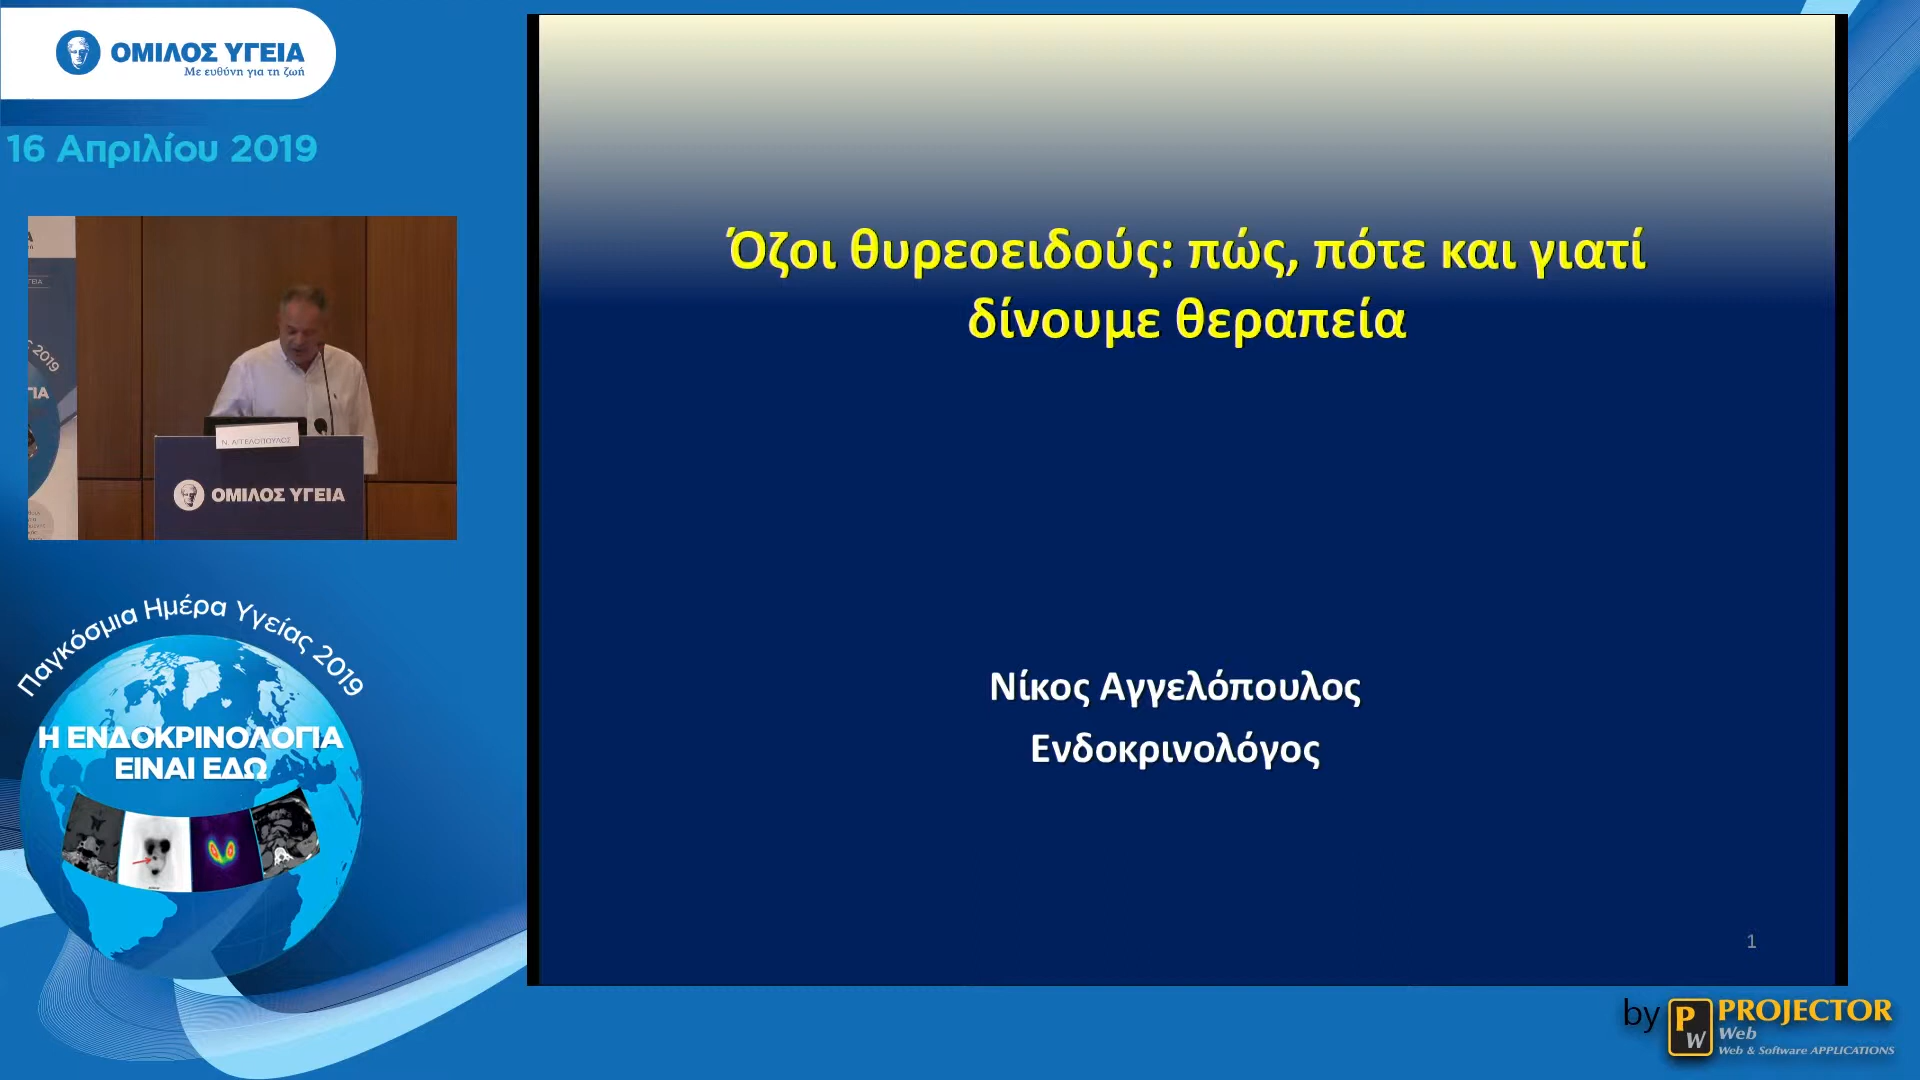 ΟΜΙΛΟΣ ΥΓΕΙΑ
Με ευθύνη για τη ζωή
16 Απριλίου 2019
2019
Ν. ΑΓΓΕΛΟΠΟΥΛΟΣ
ΟΜΙΛΟΣ ΥΓΕΙΑ
Παγκόσμια Ημέρα Υγείας 2019
Η ΕΝΔΟΚΡΙΝΟΛΟΓΙΑ
ΕΙΝΑΙ ΕΔΩ
Όζοι θυρεοειδούς: πώς, πότε και γιατί
δίνουμε θεραπεία
Νίκος Αγγελόπουλος
Ενδοκρινολόγος
1
by PW PROJECTOR
Web
Web & Software APPLICATIONS